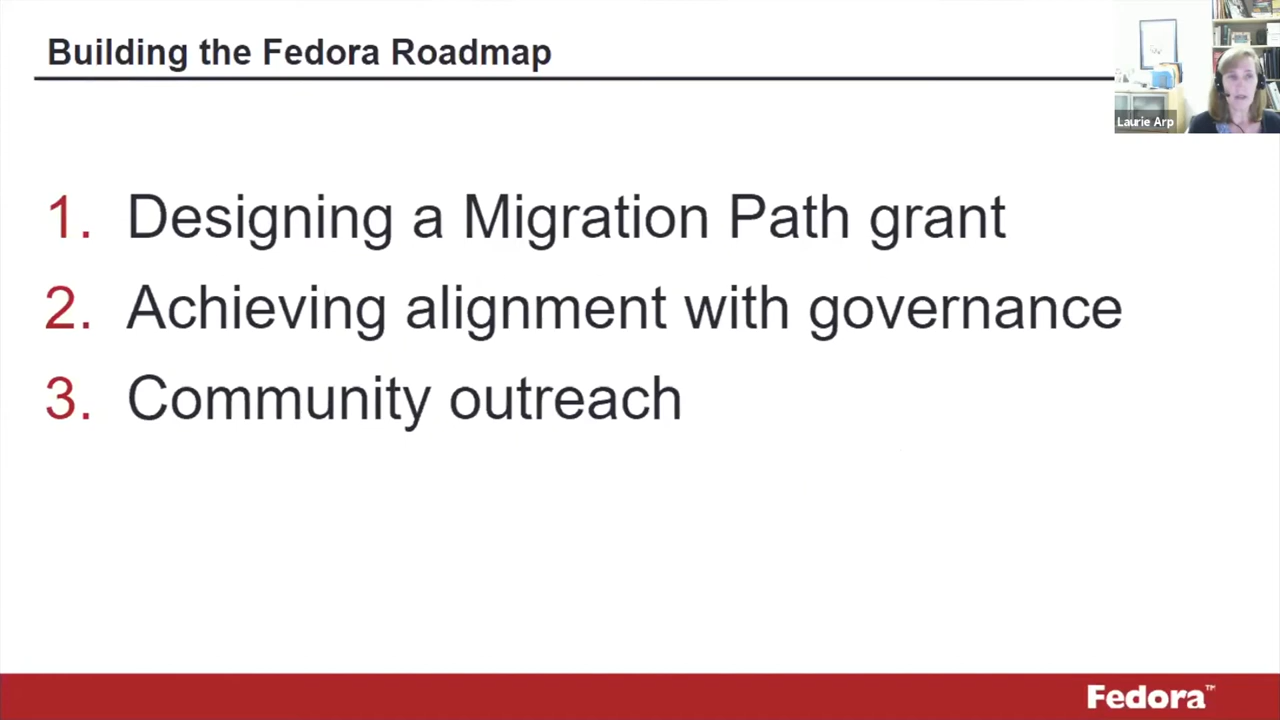 Building the Fedora Roadmap
Laurie Arp
1. Designing a Migration Path grant
2. Achieving alignment with governance
3. Community outreach
Fedora™